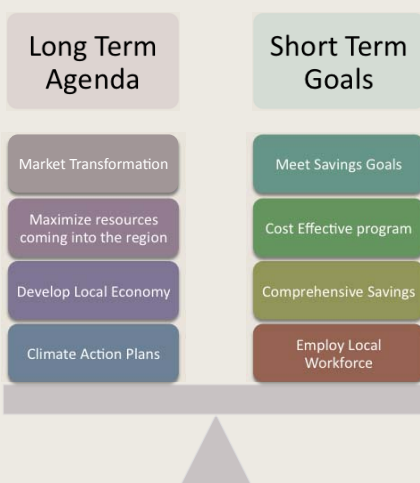 Long Term
Agenda
Market Transformation
Maximize resources
coming into the region
Develop Local Economy
Climate Action Plans
Short Term
Goals
Meet Savings Goals
Cost Effective program
Comprehensive Savings
Employ Local
Workforce